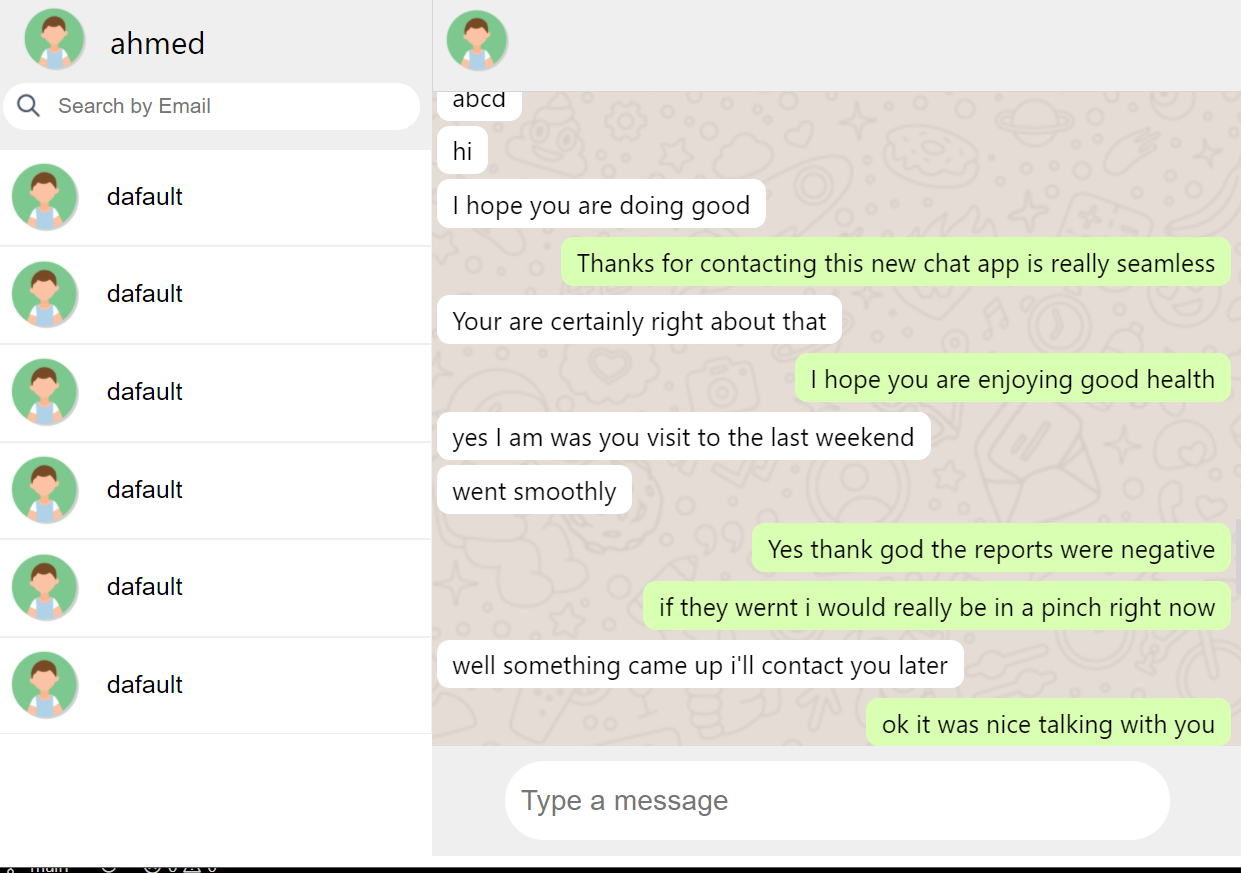 ahmed
Search by Email
dafault
dafault
dafault
dafault
dafault
dafault
abcd
hi
I hope you are doing good
Thanks for contacting this new chat app is really seamless
Your are certainly right about that
I hope you are enjoying good health
yes I am was you visit to the last weekend
went smoothly
Yes thank god the reports were negative
if they wernt i would really be in a pinch right now
well something came up i'll contact you later
ok it was nice talking with you
Type a message